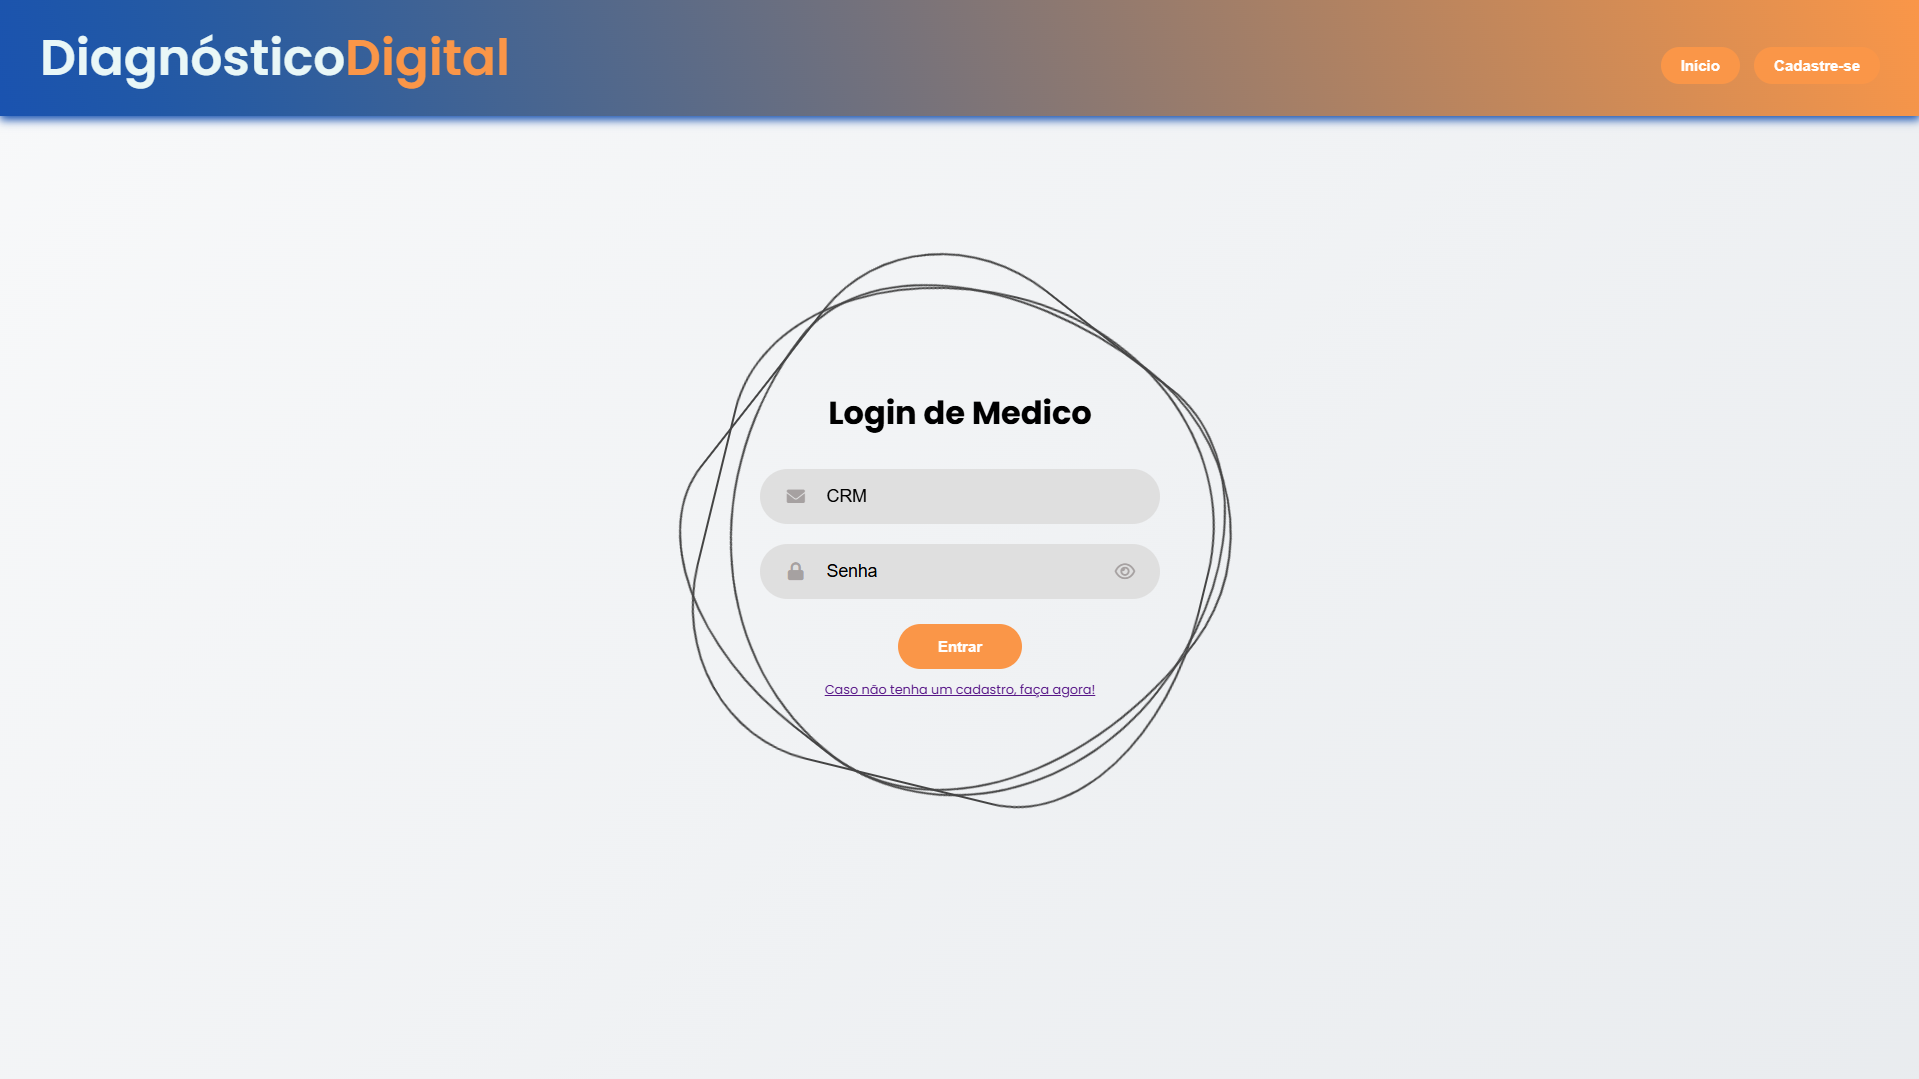 DiagnósticoDigital
Inicio
Cadastre-se
Login de Medico
CRM
Senha
Entrar
Caso não tenha um cadastro, faça agora!